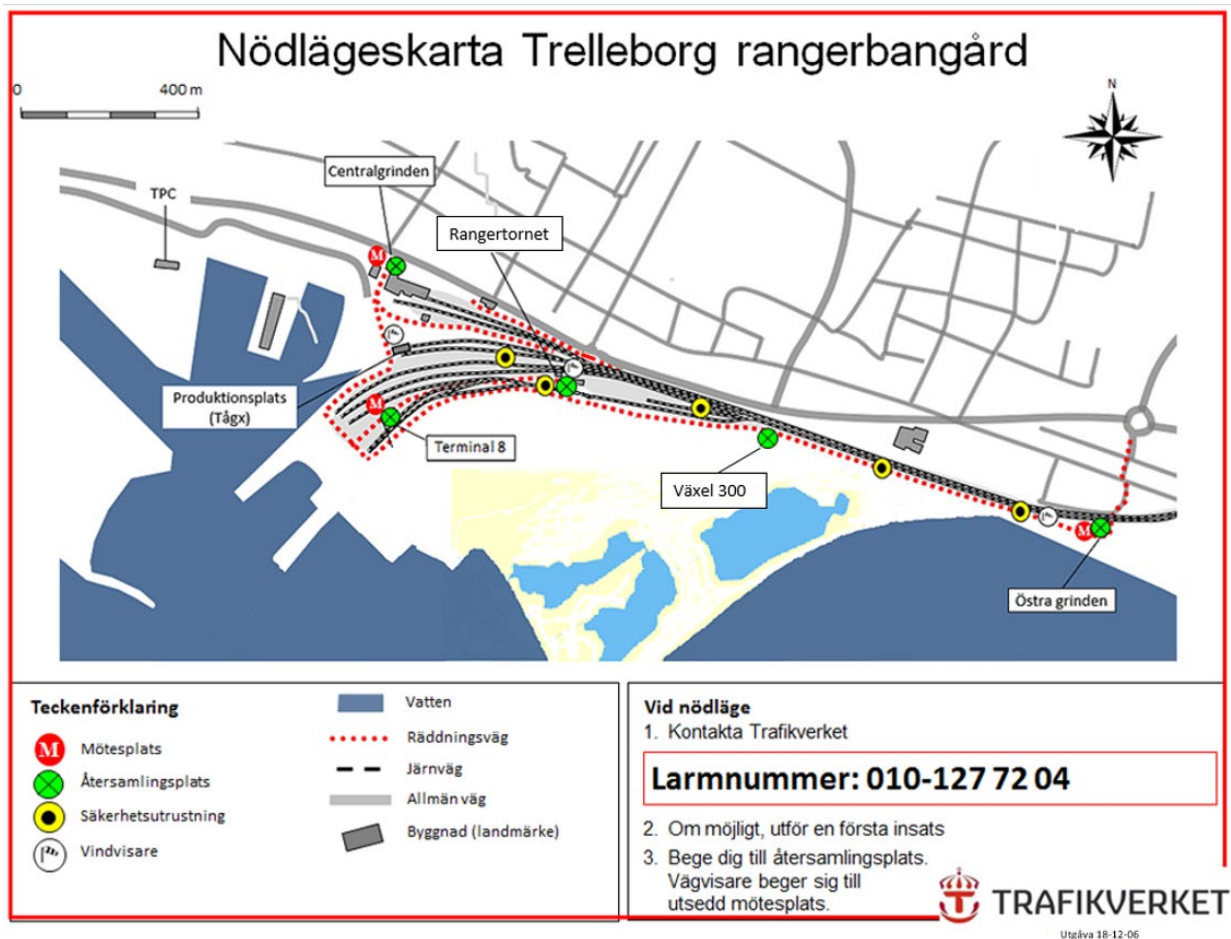 Nödlägeskarta Trelleborg rangerbangård
0 400 m
N
Centralgrinden
TPC
Rangertornet
M
Produktionsplats
(Tågx)
M
Terminal 8
Växel 300
M
Östra grinden
Teckenförklaring
M Mötesplats
Återsamlingsplats
Säkerhetsutrustning
Vindvisare
Vatten
Räddningsväg
Järnväg
Allmän väg
Byggnad (landmärke)
Vid nödläge
1. Kontakta Trafikverket
Larmnummer: 010-127 72 04
2. Om möjligt, utför en första insats
3. Bege dig till återsamlingsplats.
Vägvisare beger sig till
utsedd mötesplats.
TRAFIKVERKET
Utgåva 18-12-06